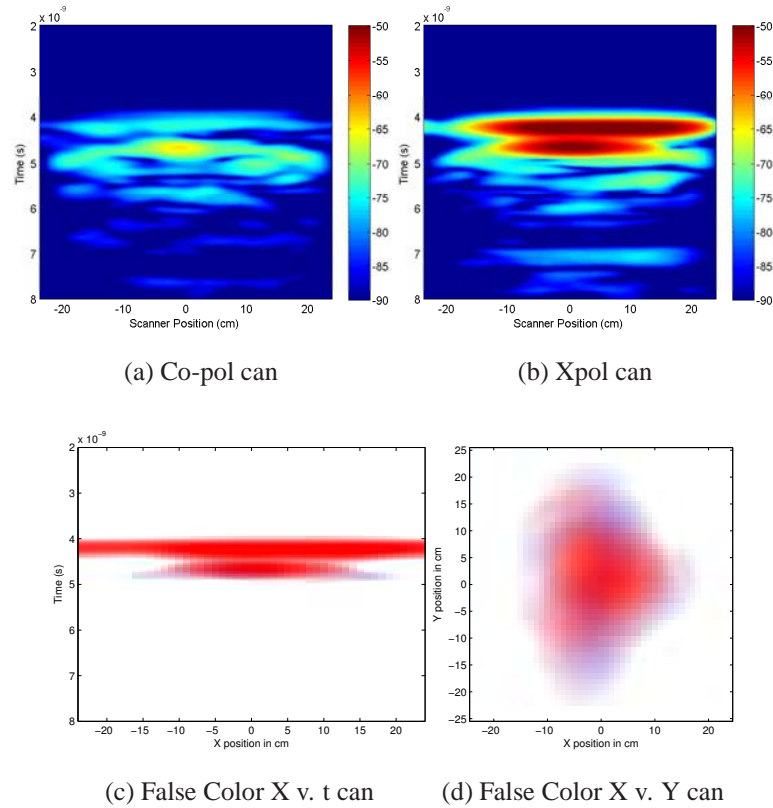 x 10⁻⁹
2
3
4
5
6
7
8
Time (s)
-20 -10 0 10 20
Scanner Position (cm)
-50
-55
-60
-65
-70
-75
-80
-85
-90
(a) Co-pol can
x 10⁻⁹
2
3
4
5
6
7
8
Time (s)
-20 -10 0 10 20
Scanner Position (cm)
-50
-55
-60
-65
-70
-75
-80
-85
-90
(b) Xpol can
x 10⁻⁹
2
3
4
5
6
7
8
Time (s)
−20 −15 −10 −5 0 5 10 15 20
X position in cm
(c) False Color X v. t can
25
20
15
10
5
0
−5
−10
−15
−20
−25
Y position in cm
−20 −10 0 10 20
X position in cm
(d) False Color X v. Y can